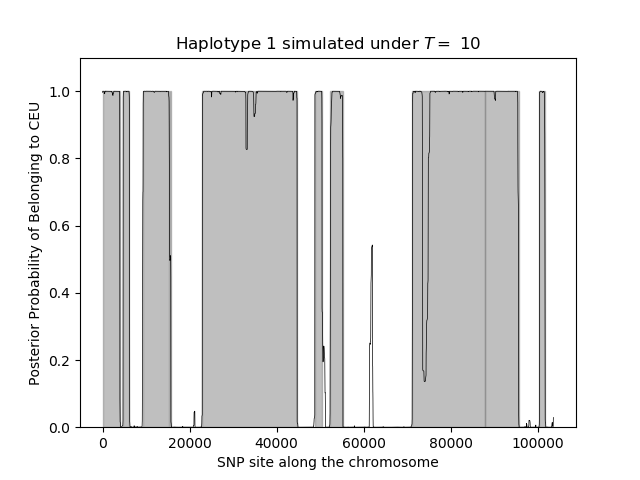 Haplotype 1 simulated under T = 10
Posterior Probability of Belonging to CEU
1.0
0.8
0.6
0.4
0.2
0.0
0 20000 40000 60000 80000 100000
SNP site along the chromosome